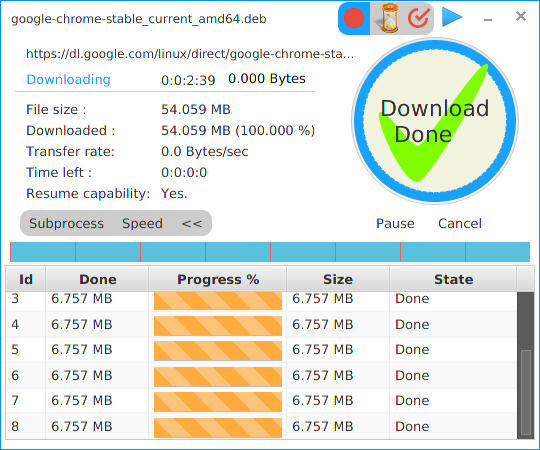 google-chrome-stable_current_amd64.deb
https://dl.google.com/linux/direct/google-chrome-sta...
Downloading 0:0:2:39 0.000 Bytes
File size : 54.059 MB
Downloaded : 54.059 MB (100.000 %)
Transfer rate: 0.0 Bytes/sec
Time left : 0:0:0:0
Resume capability: Yes.
Download
Done
Subprocess Speed << Pause Cancel
Id Done Progress % Size State
3 6.757 MB 6.757 MB Done
4 6.757 MB 6.757 MB Done
5 6.757 MB 6.757 MB Done
6 6.757 MB 6.757 MB Done
7 6.757 MB 6.757 MB Done
8 6.757 MB 6.757 MB Done